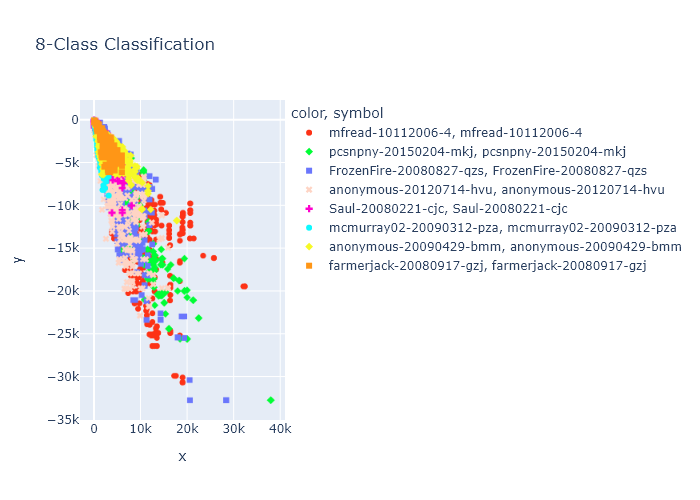 8-Class Classification
color, symbol
mfread-10112006-4, mfread-10112006-4
pcsnpny-20150204-mkj, pcsnpny-20150204-mkj
FrozenFire-20080827-qzs, FrozenFire-20080827-qzs
anonymous-20120714-hvu, anonymous-20120714-hvu
Saul-20080221-cjc, Saul-20080221-cjc
mcmurray02-20090312-pza, mcmurray02-20090312-pza
anonymous-20090429-bmm, anonymous-20090429-bmm
farmerjack-20080917-gzj, farmerjack-20080917-gzj
0
−5k
−10k
−15k
−20k
−25k
−30k
−35k
y
0
10k
20k
30k
40k
x